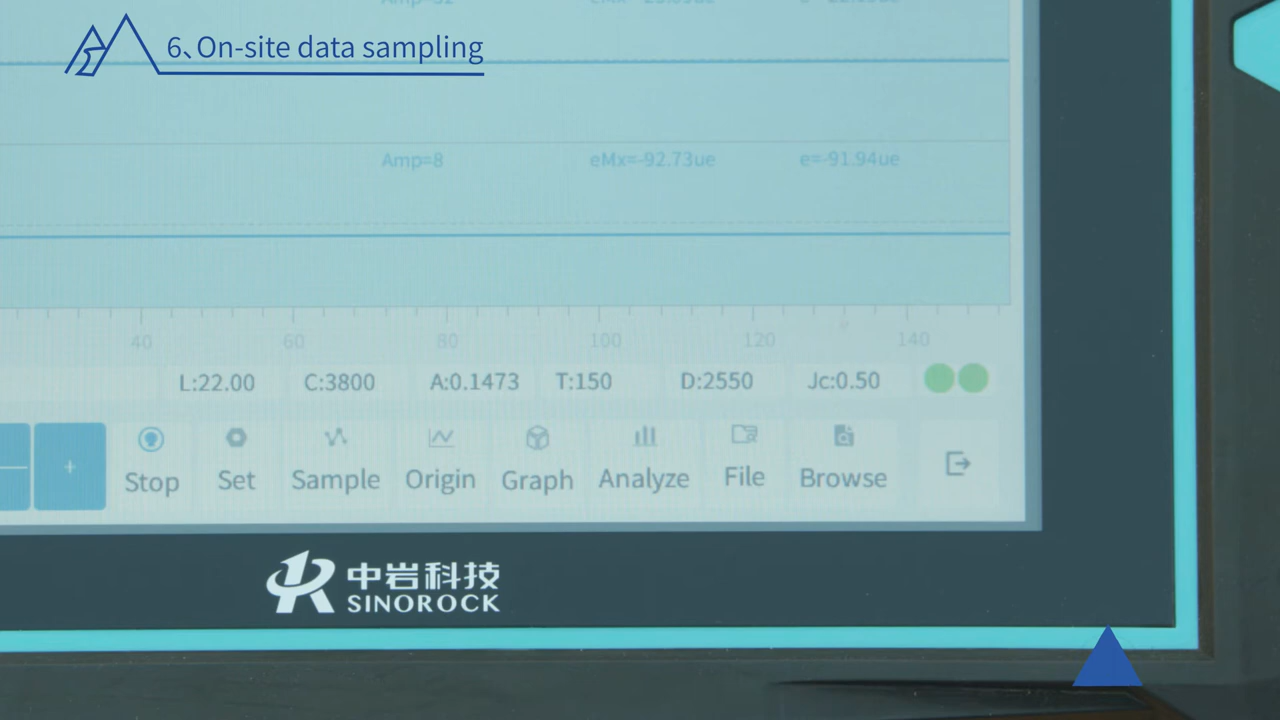 6、On-site data sampling
Amp=8 eMx=-92.73ue e=-91.94ue
40 60 80 100 120 140
L:22.00 C:3800 A:0.1473 T:150 D:2550 Jc:0.50
+ Stop Set Sample Origin Graph Analyze File Browse
中岩科技
SINOROCK